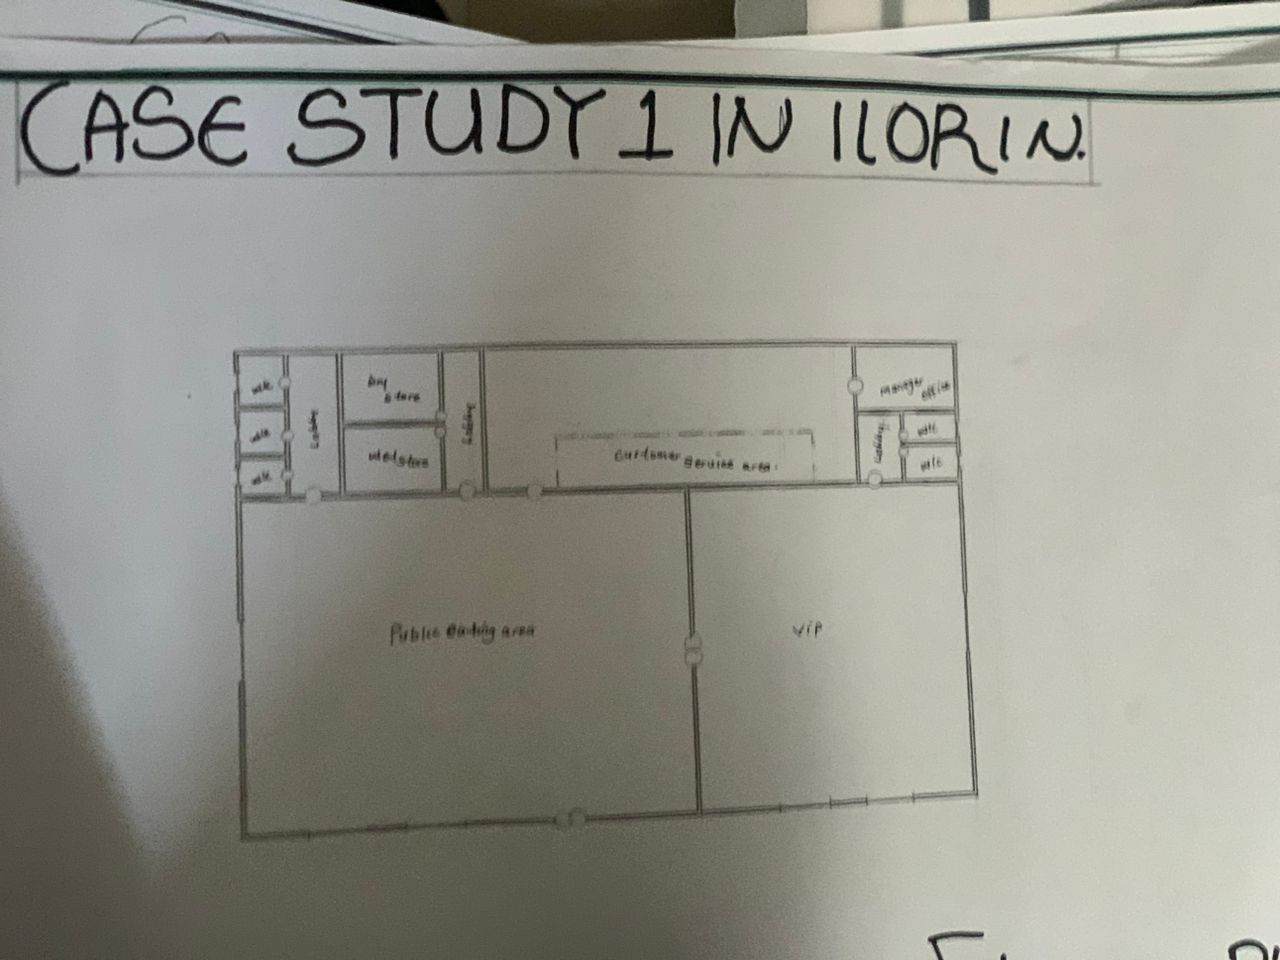 CASE STUDY 1 IN ILORIN.
Dry store
Wet store
Lobby
Lobby
Customer service area.
manager office
Lobby
Public Eating area
VIP